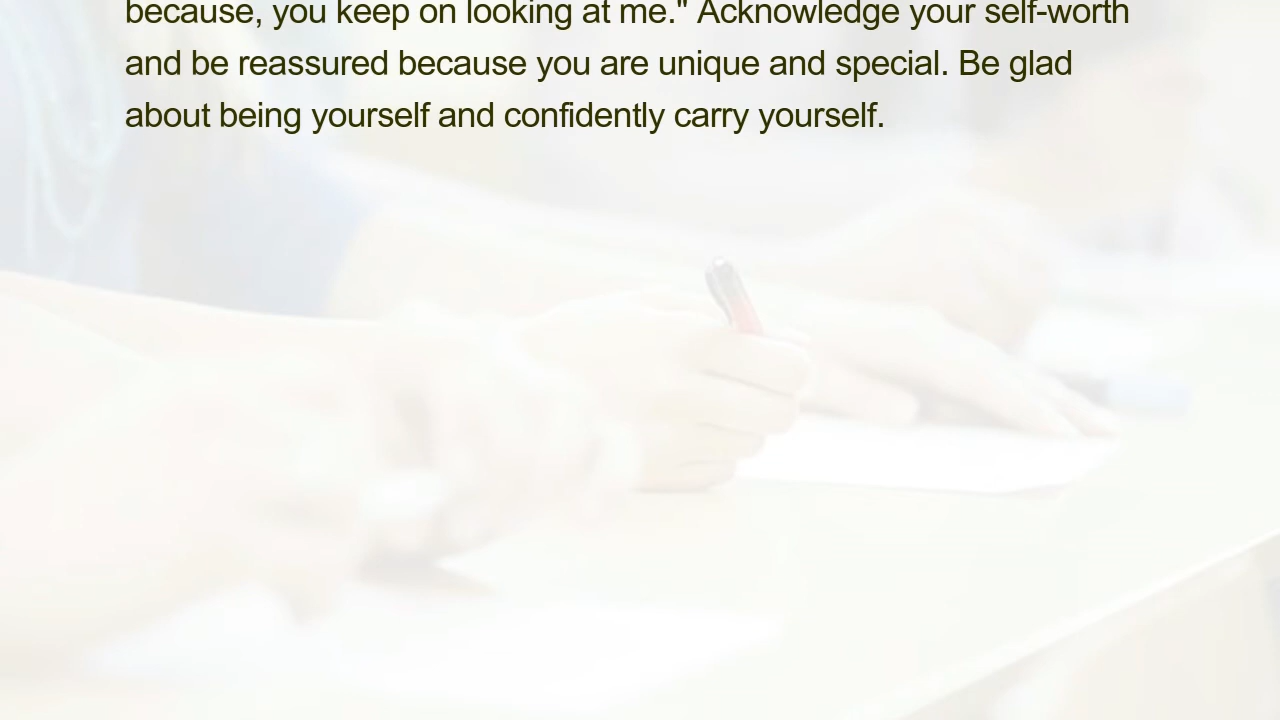 because, you keep on looking at me." Acknowledge your self-worth
and be reassured because you are unique and special. Be glad
about being yourself and confidently carry yourself.